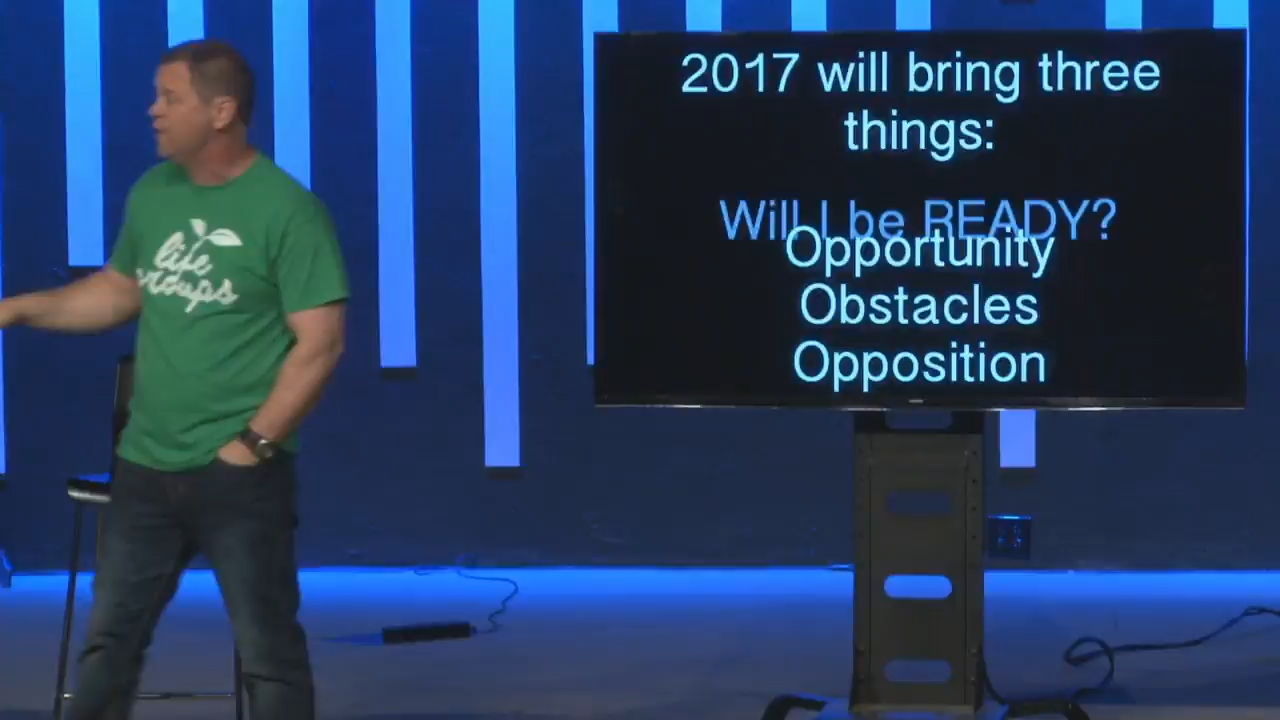 life
groups
2017 will bring three
things:
Will I be READY?
Opportunity
Obstacles
Opposition